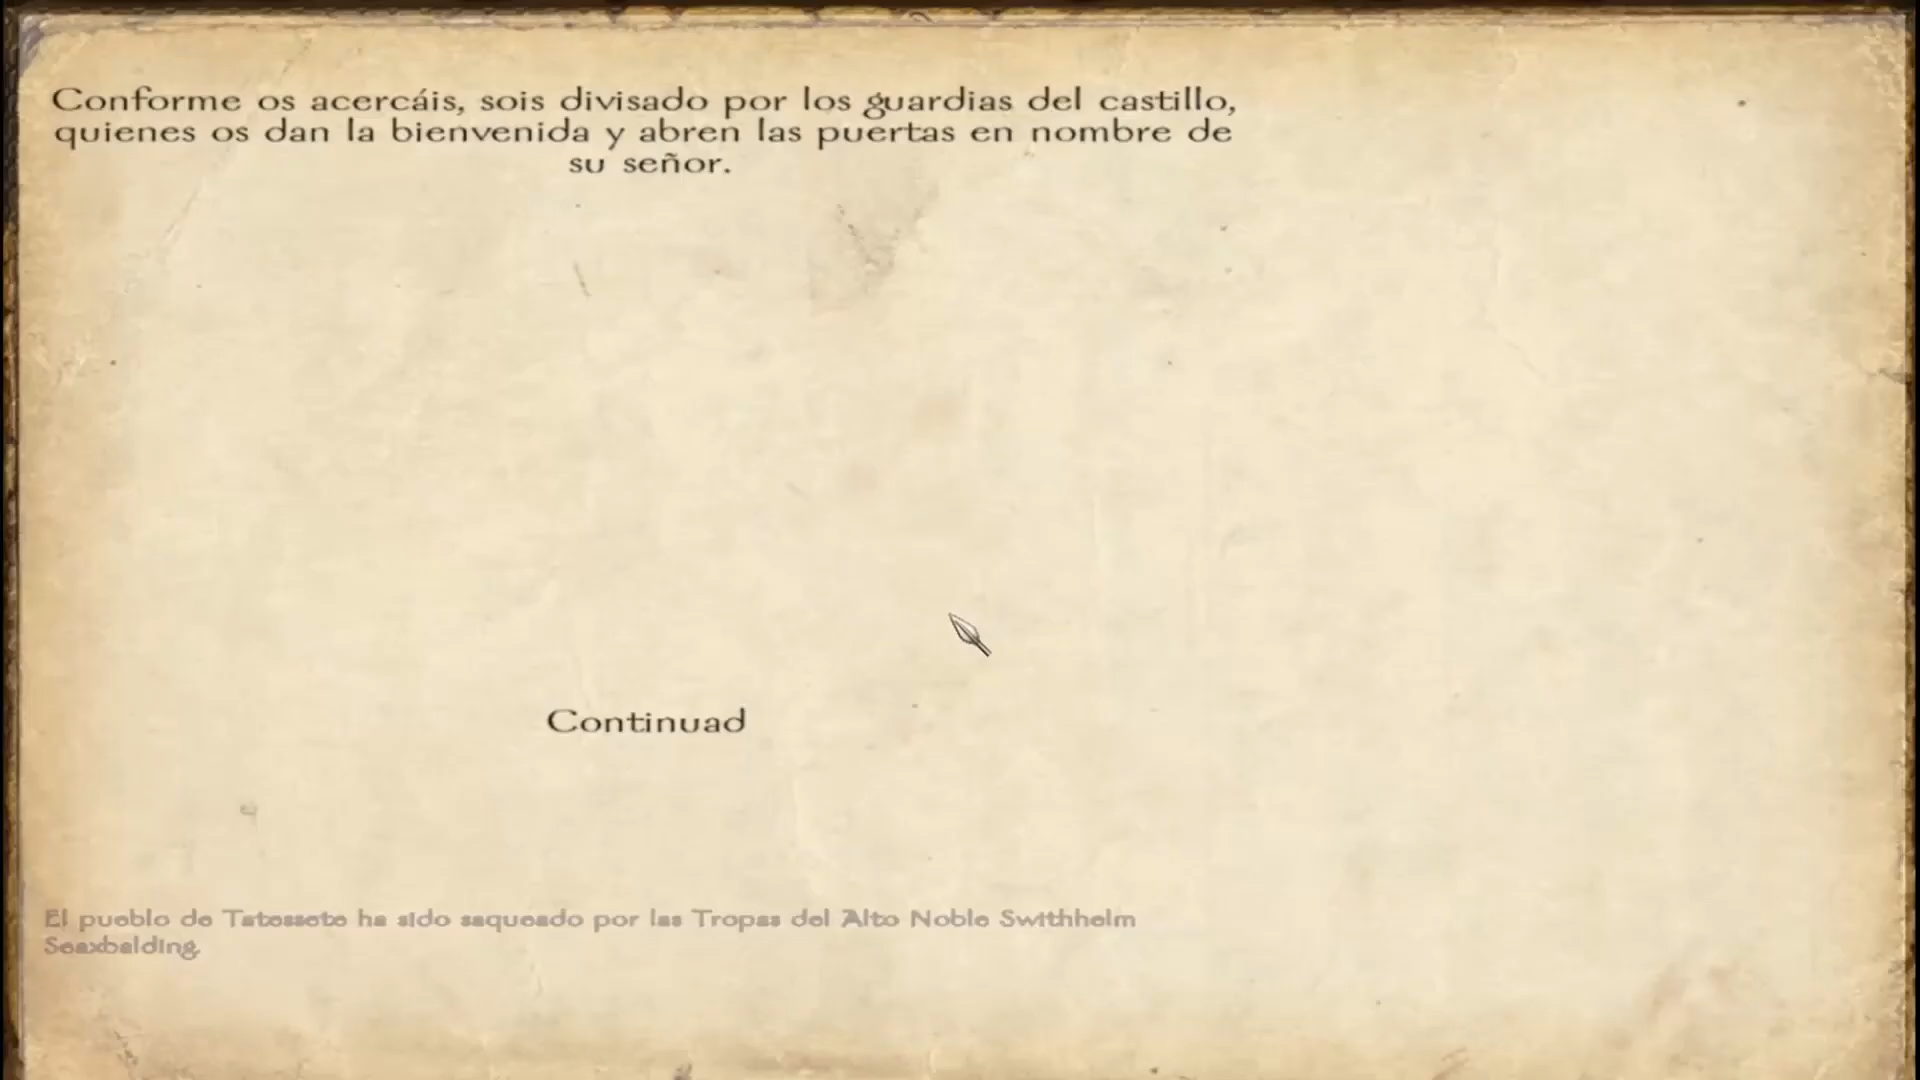 Conforme os acercáis, sois divisado por los guardias del castillo,
quienes os dan la bienvenida y abren las puertas en nombre de
su señor.
Continuad
El pueblo de Tatessete ha sido saqueado por las Tropas del Alto Noble Swithhelm
Seaxbalding.